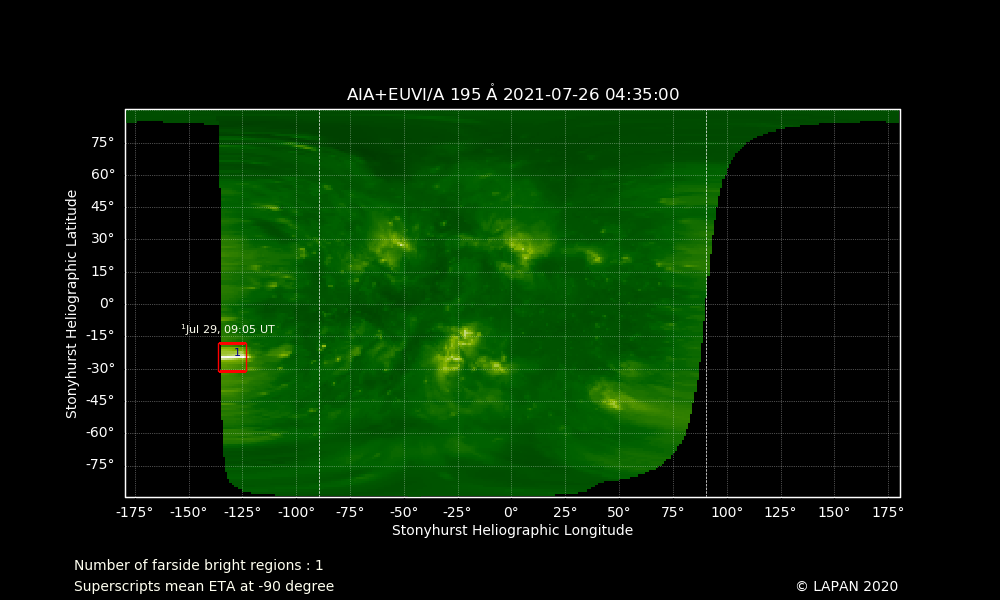 AIA+EUVI/A 195 Å 2021-07-26 04:35:00
Stonyhurst Heliographic Latitude
75°
60°
45°
30°
15°
0°
-15°
-30°
-45°
-60°
-75°
¹Jul 29, 09:05 UT
1
-175° -150° -125° -100° -75° -50° -25° 0° 25° 50° 75° 100° 125° 150° 175°
Stonyhurst Heliographic Longitude
Number of farside bright regions : 1
Superscripts mean ETA at -90 degree
© LAPAN 2020